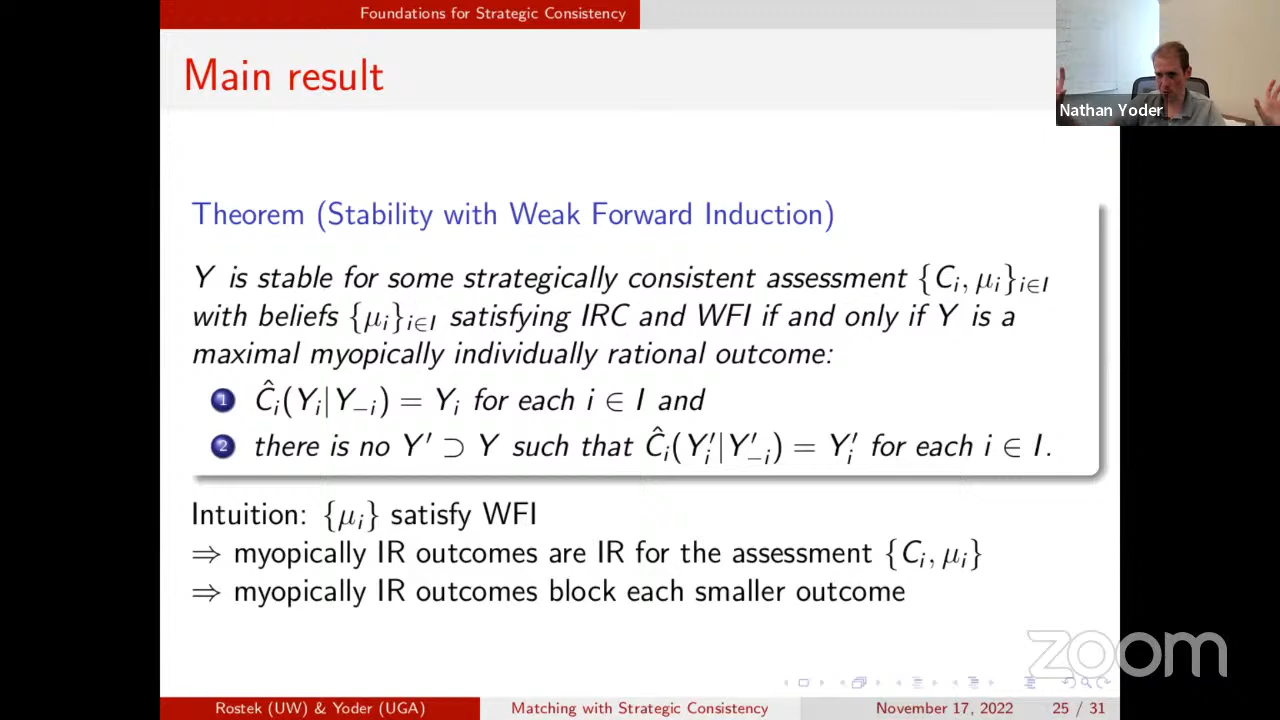 Foundations for Strategic Consistency
Main result
Nathan Yoder
Theorem (Stability with Weak Forward Induction)
Y is stable for some strategically consistent assessment {C_i, μ_i}_{i∈I}
with beliefs {μ_i}_{i∈I} satisfying IRC and WFI if and only if Y is a
maximal myopically individually rational outcome:
1 Ĉ_i(Y_i|Y_{−i}) = Y_i for each i ∈ I and
2 there is no Y′ ⊃ Y such that Ĉ_i(Y′_i|Y′_{−i}) = Y′_i for each i ∈ I.
Intuition: {μ_i} satisfy WFI
⇒ myopically IR outcomes are IR for the assessment {C_i, μ_i}
⇒ myopically IR outcomes block each smaller outcome
zoom
Rostek (UW) & Yoder (UGA) Matching with Strategic Consistency November 17, 2022 25 / 31